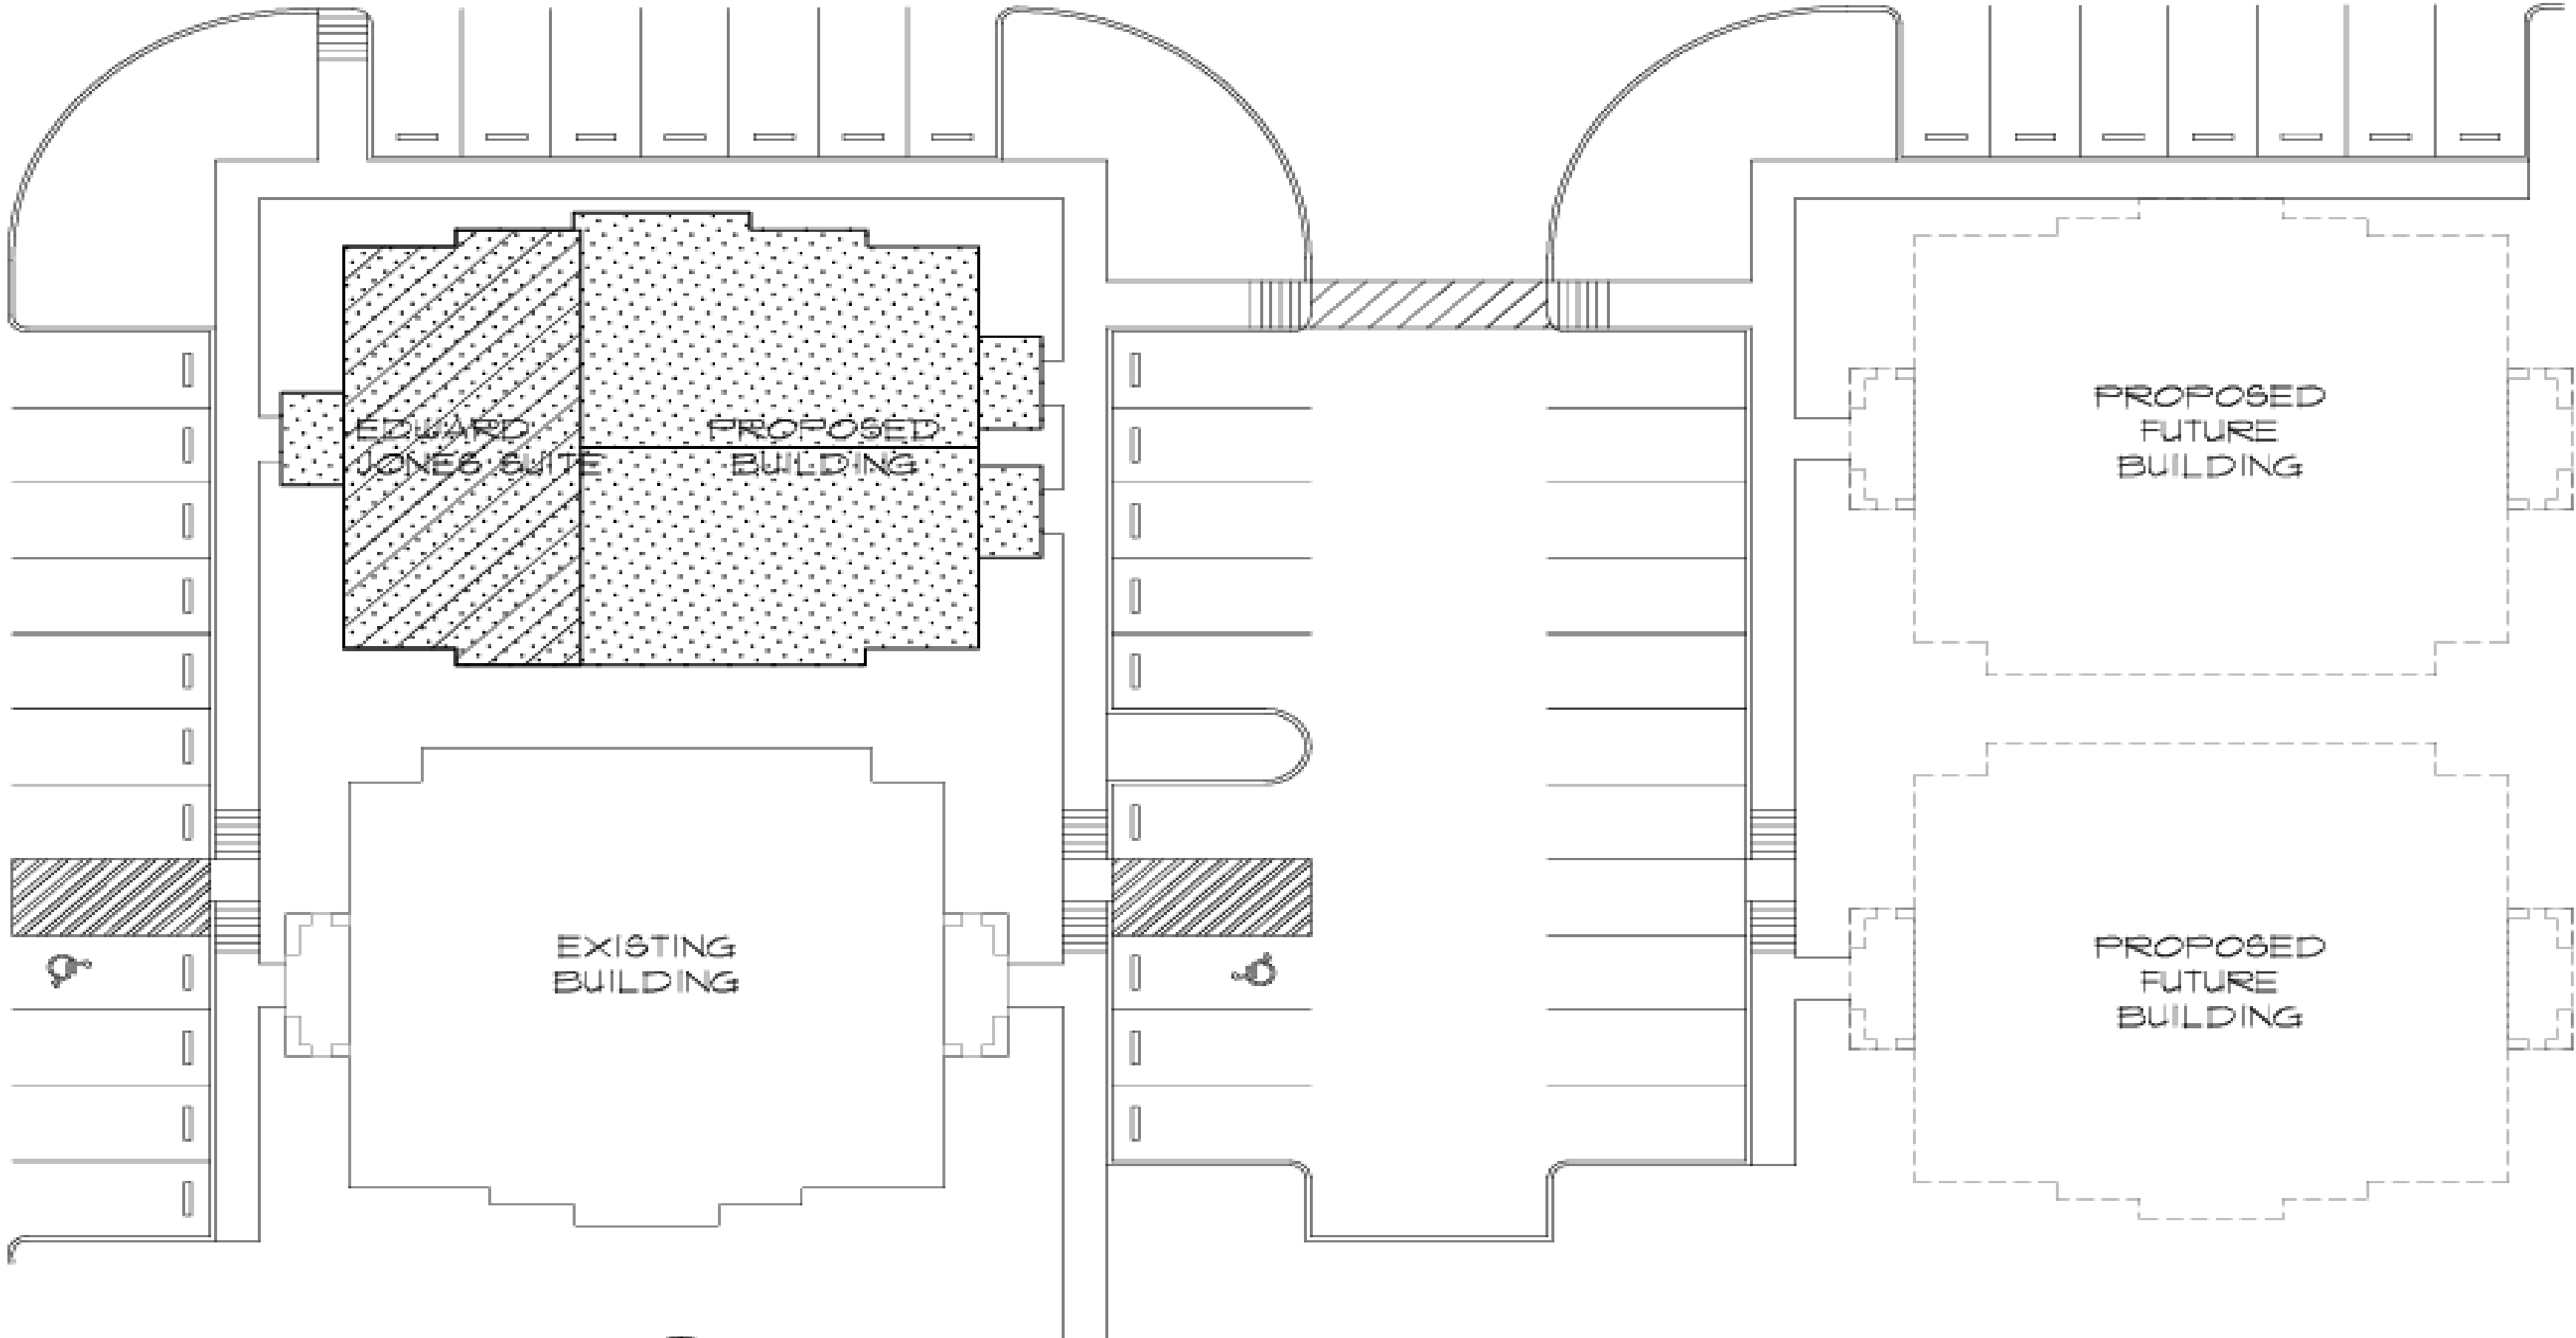 EDWARD
JONES SUITE
PROPOSED
BUILDING
PROPOSED
FUTURE
BUILDING
EXISTING
BUILDING
PROPOSED
FUTURE
BUILDING